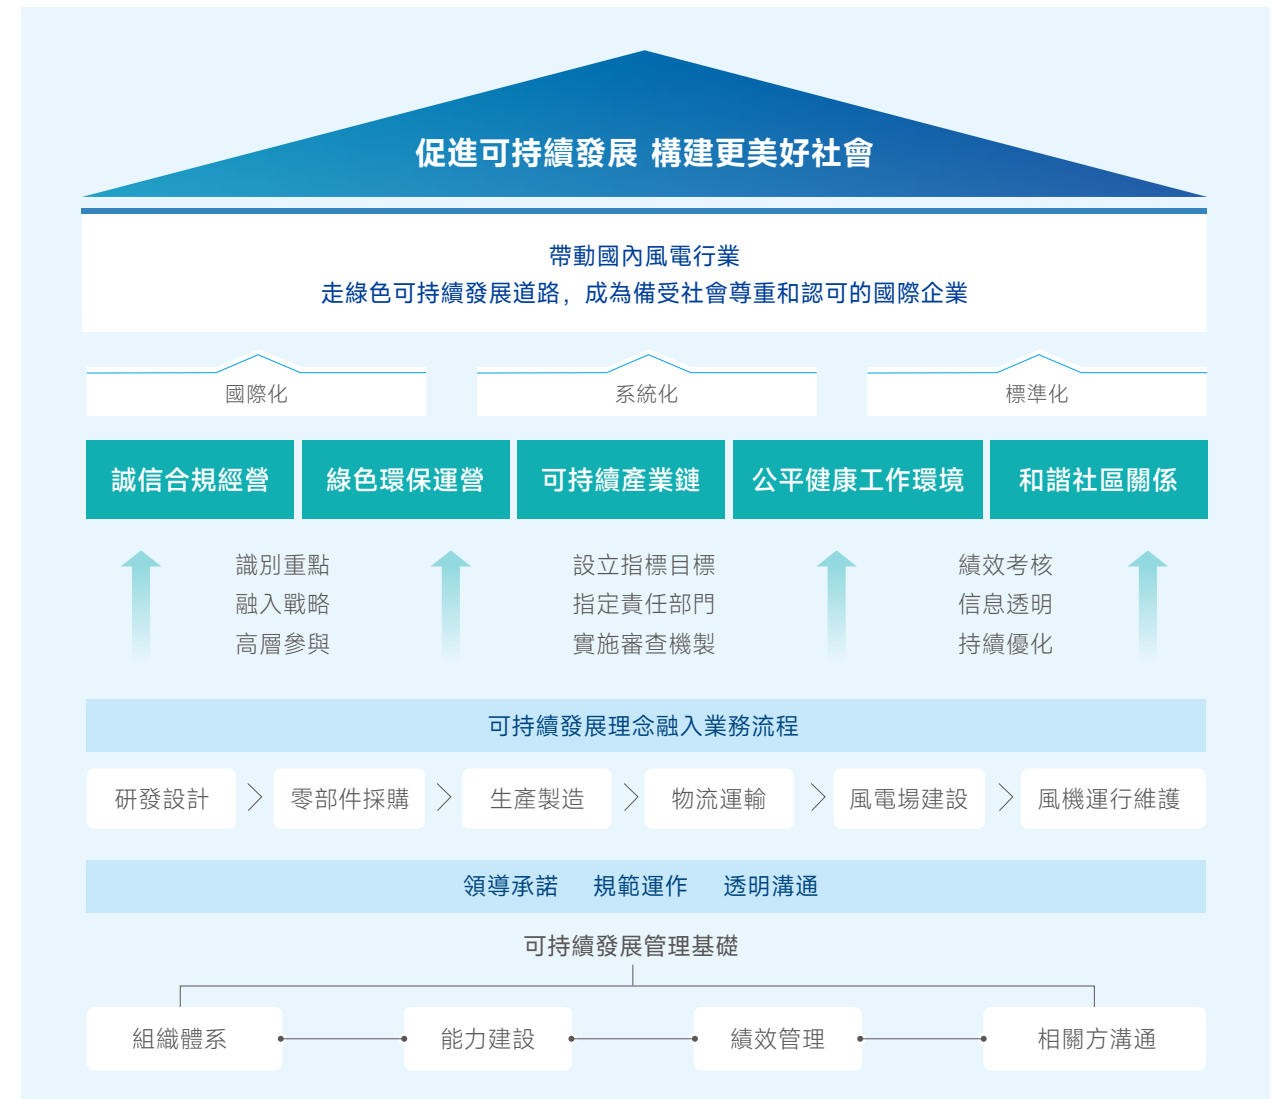 促進可持續發展 構建更美好社會
帶動國內風電行業
走綠色可持續發展道路，成為備受社會尊重和認可的國際企業
國際化
系統化
標準化
誠信合規經營
綠色環保運營
可持續產業鏈
公平健康工作環境
和諧社區關係
識別重點
融入戰略
高層參與
設立指標目標
指定責任部門
實施審查機製
績效考核
信息透明
持續優化
可持續發展理念融入業務流程
研發設計
零部件採購
生產製造
物流運輸
風電場建設
風機運行維護
領導承諾 規範運作 透明溝通
可持續發展管理基礎
組織體系
能力建設
績效管理
相關方溝通